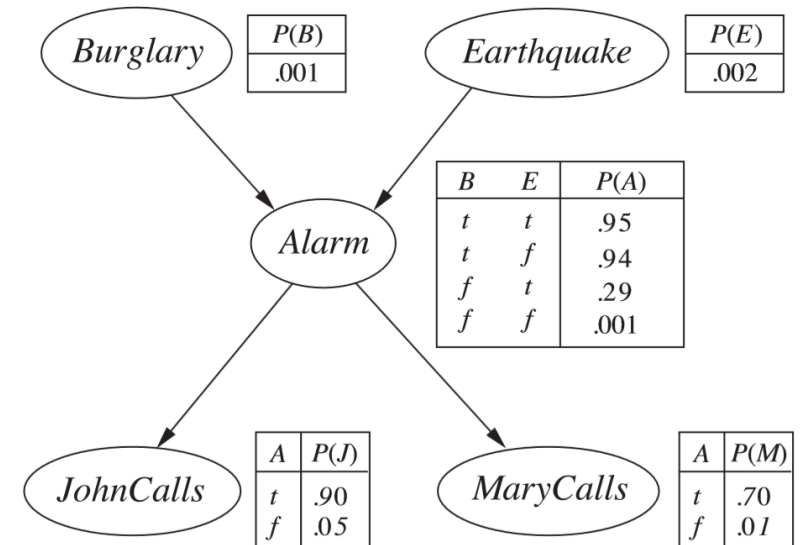 Burglary
P(B)
.001
Earthquake
P(E)
.002
Alarm
B E P(A)
t t .95
t f .94
f t .29
f f .001
JohnCalls
A P(J)
t .90
f .05
MaryCalls
A P(M)
t .70
f .01